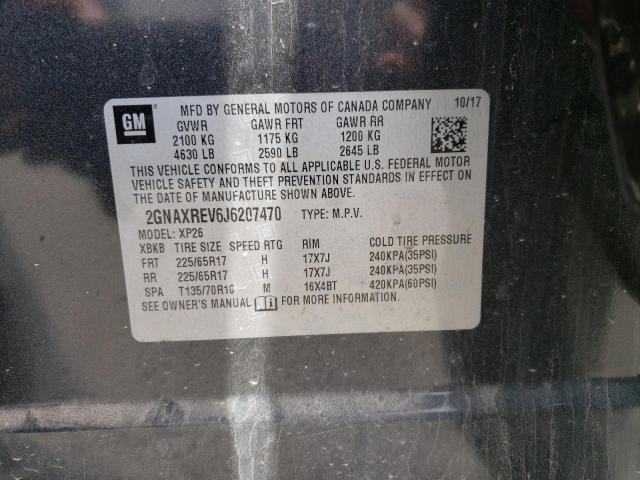 GM
MFD BY GENERAL MOTORS OF CANADA COMPANY 10/17
GVWR GAWR FRT GAWR RR
2100 KG 1175 KG 1200 KG
4630 LB 2590 LB 2645 LB
THIS VEHICLE CONFORMS TO ALL APPLICABLE U.S. FEDERAL MOTOR
VEHICLE SAFETY AND THEFT PREVENTION STANDARDS IN EFFECT
ON THE DATE OF MANUFACTURE SHOWN ABOVE.
2GNAXREV6J6207470 TYPE: M.P.V.
MODEL: XP26
XBKB TIRE SIZE SPEED RTG RIM COLD TIRE PRESSURE
FRT 225/65R17 H 17X7J 240KPA(35PSI)
RR 225/65R17 H 17X7J 240KPA(35PSI)
SPA T135/70R16 M 16X4BT 420KPA(60PSI)
SEE OWNER'S MANUAL FOR MORE INFORMATION.